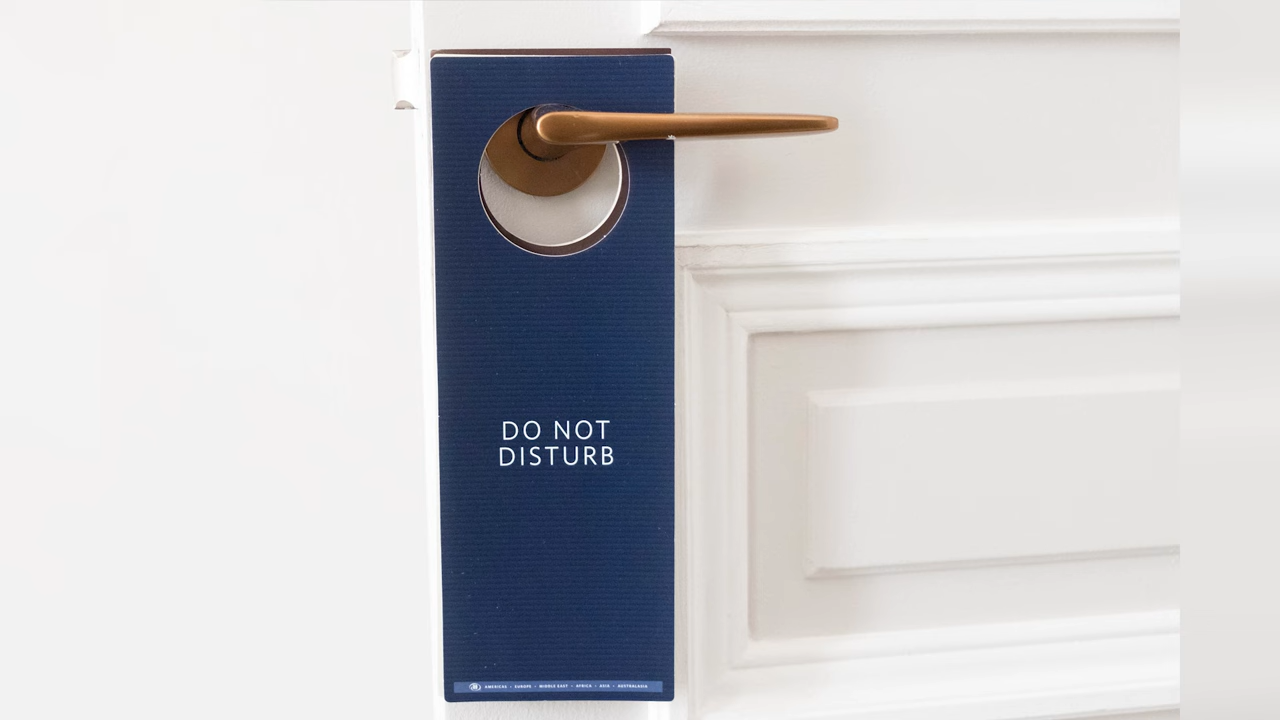 DO NOT
DISTURB
AMERICAS • EUROPE • MIDDLE EAST • AFRICA • ASIA • AUSTRALASIA